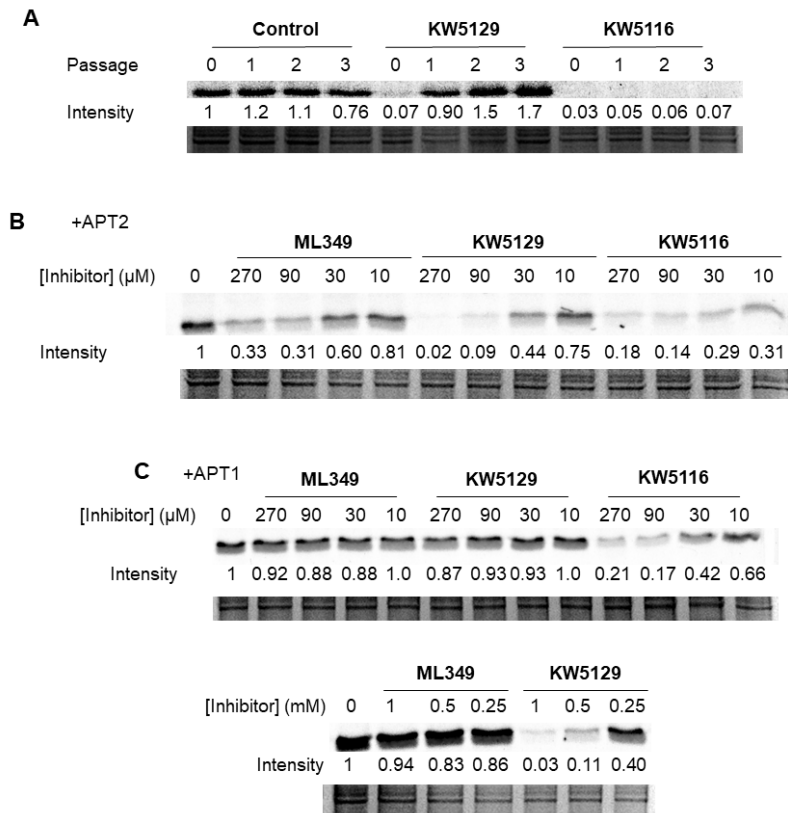 A
Control KW5129 KW5116
Passage 0 1 2 3 0 1 2 3 0 1 2 3
Intensity 1 1.2 1.1 0.76 0.07 0.90 1.5 1.7 0.03 0.05 0.06 0.07
B +APT2
ML349 KW5129 KW5116
[Inhibitor] (μM) 0 270 90 30 10 270 90 30 10 270 90 30 10
Intensity 1 0.33 0.31 0.60 0.81 0.02 0.09 0.44 0.75 0.18 0.14 0.29 0.31
C +APT1
ML349 KW5129 KW5116
[Inhibitor] (μM) 0 270 90 30 10 270 90 30 10 270 90 30 10
Intensity 1 0.92 0.88 0.88 1.0 0.87 0.93 0.93 1.0 0.21 0.17 0.42 0.66
ML349 KW5129
[Inhibitor] (mM) 0 1 0.5 0.25 1 0.5 0.25
Intensity 1 0.94 0.83 0.86 0.03 0.11 0.40